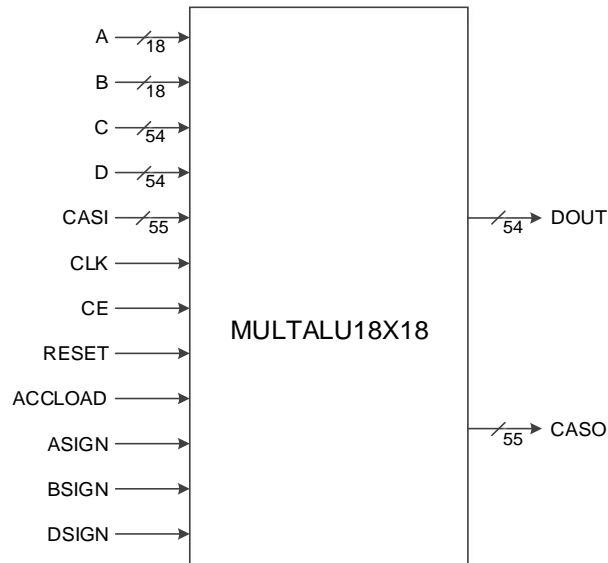 A
18
B
18
C
54
D
54
CASI
55
CLK
CE
RESET
ACCLOAD
ASIGN
BSIGN
DSIGN
MULTALU18X18
54
DOUT
55
CASO